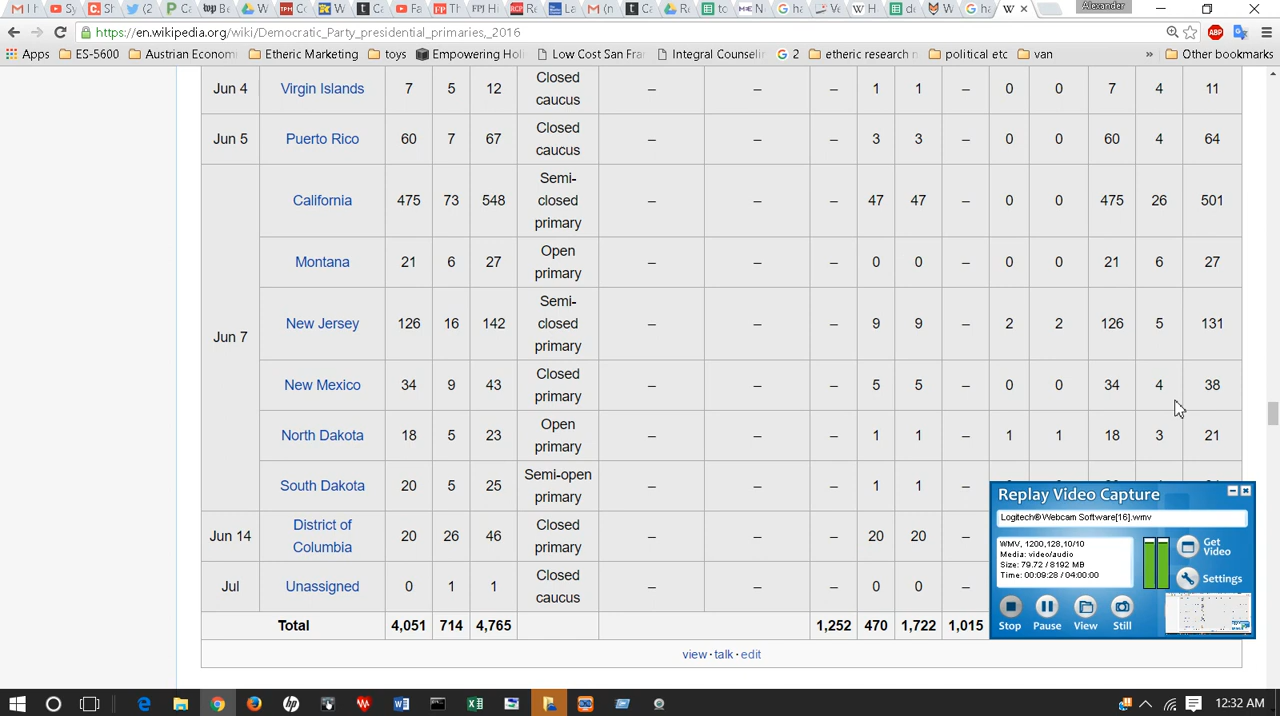 Alexander
https://en.wikipedia.org/wiki/Democratic_Party_presidential_primaries,_2016
Apps ES-5600 Austrian Econom Etheric Marketing toys Empowering Holi Low Cost San Fra Integral Counselin 2 etheric research political etc van » Other bookmarks
Jun 4 Virgin Islands 7 5 12 Closed caucus – – – 1 1 – 0 0 7 4 11
Jun 5 Puerto Rico 60 7 67 Closed caucus – – – 3 3 – 0 0 60 4 64
Jun 7 California 475 73 548 Semi-closed primary – – – 47 47 – 0 0 475 26 501
Montana 21 6 27 Open primary – – – 0 0 – 0 0 21 6 27
New Jersey 126 16 142 Semi-closed primary – – – 9 9 – 2 2 126 5 131
New Mexico 34 9 43 Closed primary – – – 5 5 – 0 0 34 4 38
North Dakota 18 5 23 Open primary – – – 1 1 – 1 1 18 3 21
South Dakota 20 5 25 Semi-open primary – – – 1 1 –
Jun 14 District of Columbia 20 26 46 Closed primary – – – 20 20 –
Jul Unassigned 0 1 1 Closed caucus – – – 0 0 –
Total 4,051 714 4,765 1,252 470 1,722 1,015
view · talk · edit
Replay Video Capture
Logitech® Webcam Software[16].wmv
WMV, 1200,128,10/10
Media: video/audio
Size: 79.72 / 8192 MB
Time: 00:09:28 / 04:00:00
Get Video
Settings
Stop Pause View Still
12:32 AM